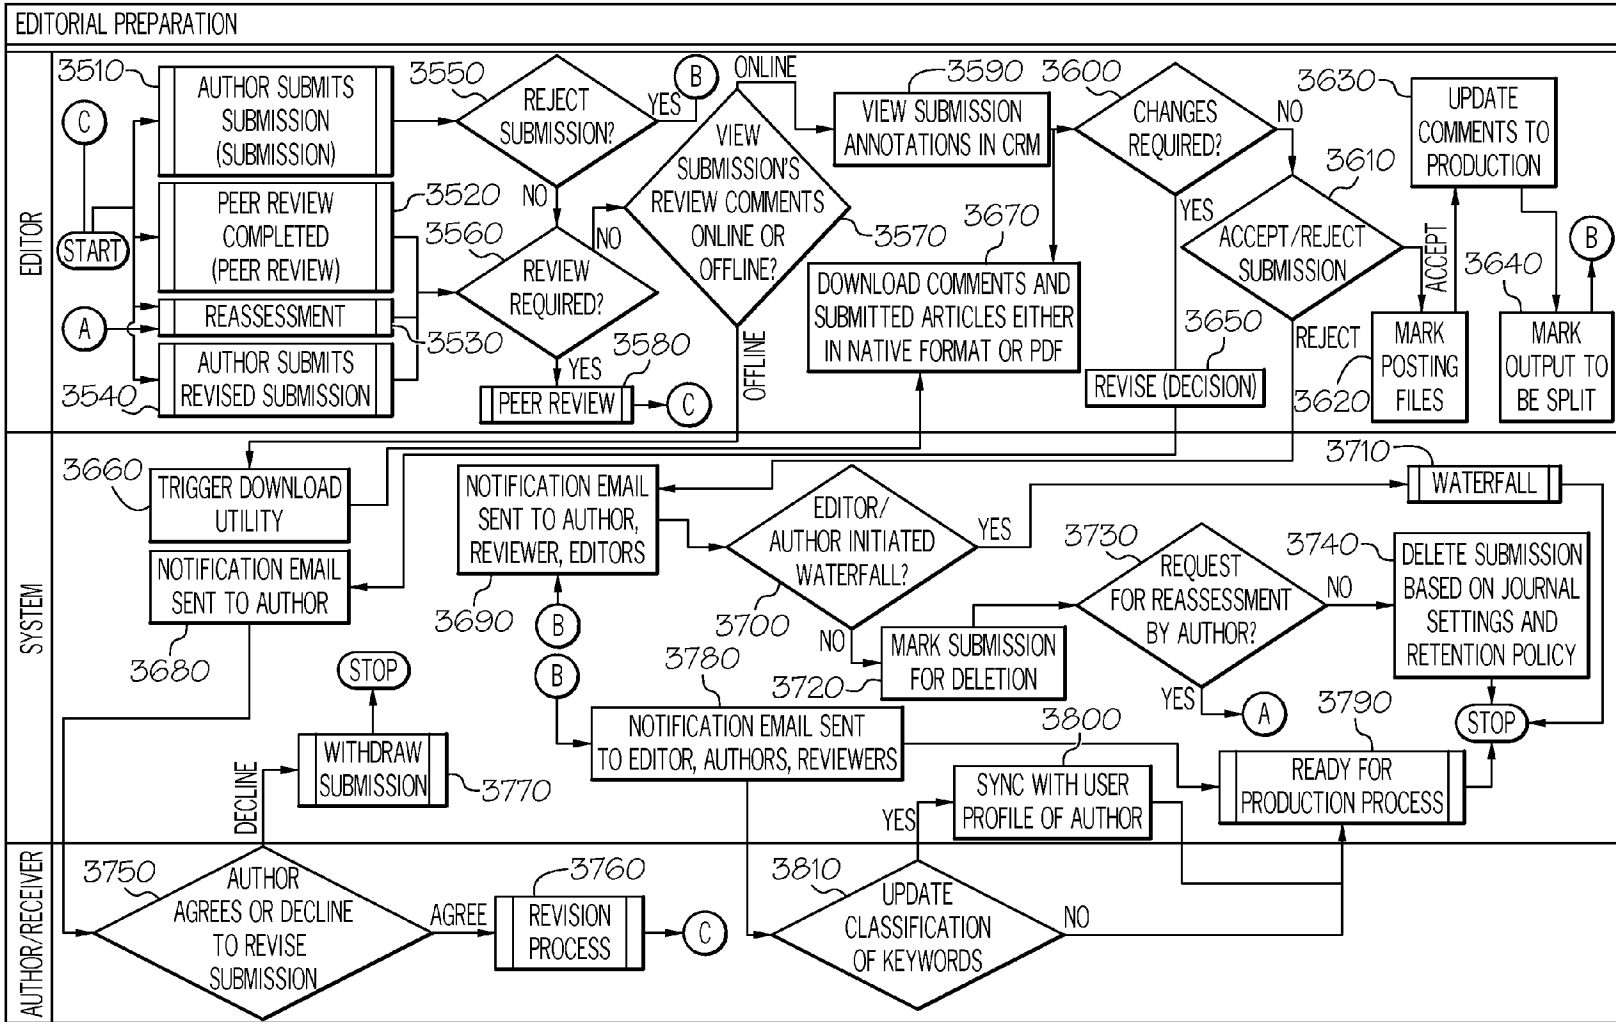 EDITORIAL PREPARATION
EDITOR
3510
AUTHOR SUBMITS
SUBMISSION
(SUBMISSION)
C
START
A
PEER REVIEW
COMPLETED
(PEER REVIEW)
3520
REASSESSMENT
3530
AUTHOR SUBMITS
REVISED SUBMISSION
3540
3550
REJECT
SUBMISSION?
YES
B
NO
3560
REVIEW
REQUIRED?
NO
YES
3580
PEER REVIEW
C
ONLINE
VIEW
SUBMISSION'S
REVIEW COMMENTS
ONLINE OR
OFFLINE?
3570
OFFLINE
3590
VIEW SUBMISSION
ANNOTATIONS IN CRM
3670
DOWNLOAD COMMENTS AND
SUBMITTED ARTICLES EITHER
IN NATIVE FORMAT OR PDF
3600
CHANGES
REQUIRED?
NO
YES
3650
REVISE (DECISION)
3610
ACCEPT/REJECT
SUBMISSION
ACCEPT
REJECT
3620
MARK
POSTING
FILES
3630
UPDATE
COMMENTS TO
PRODUCTION
3640
MARK
OUTPUT TO
BE SPLIT
B
SYSTEM
3660
TRIGGER DOWNLOAD
UTILITY
NOTIFICATION EMAIL
SENT TO AUTHOR
3680
NOTIFICATION EMAIL
SENT TO AUTHOR,
REVIEWER, EDITORS
3690
B
EDITOR/
AUTHOR INITIATED
WATERFALL?
3700
YES
NO
3710
WATERFALL
MARK SUBMISSION
FOR DELETION
3720
3730
REQUEST
FOR REASSESSMENT
BY AUTHOR?
NO
YES
A
3740
DELETE SUBMISSION
BASED ON JOURNAL
SETTINGS AND
RETENTION POLICY
STOP
STOP
WITHDRAW
SUBMISSION
3770
DECLINE
B
3780
NOTIFICATION EMAIL SENT
TO EDITOR, AUTHORS, REVIEWERS
3800
SYNC WITH USER
PROFILE OF AUTHOR
YES
3790
READY FOR
PRODUCTION PROCESS
AUTHOR/RECEIVER
3750
AUTHOR
AGREES OR DECLINE
TO REVISE
SUBMISSION
AGREE
3760
REVISION
PROCESS
C
3810
UPDATE
CLASSIFICATION
OF KEYWORDS
NO